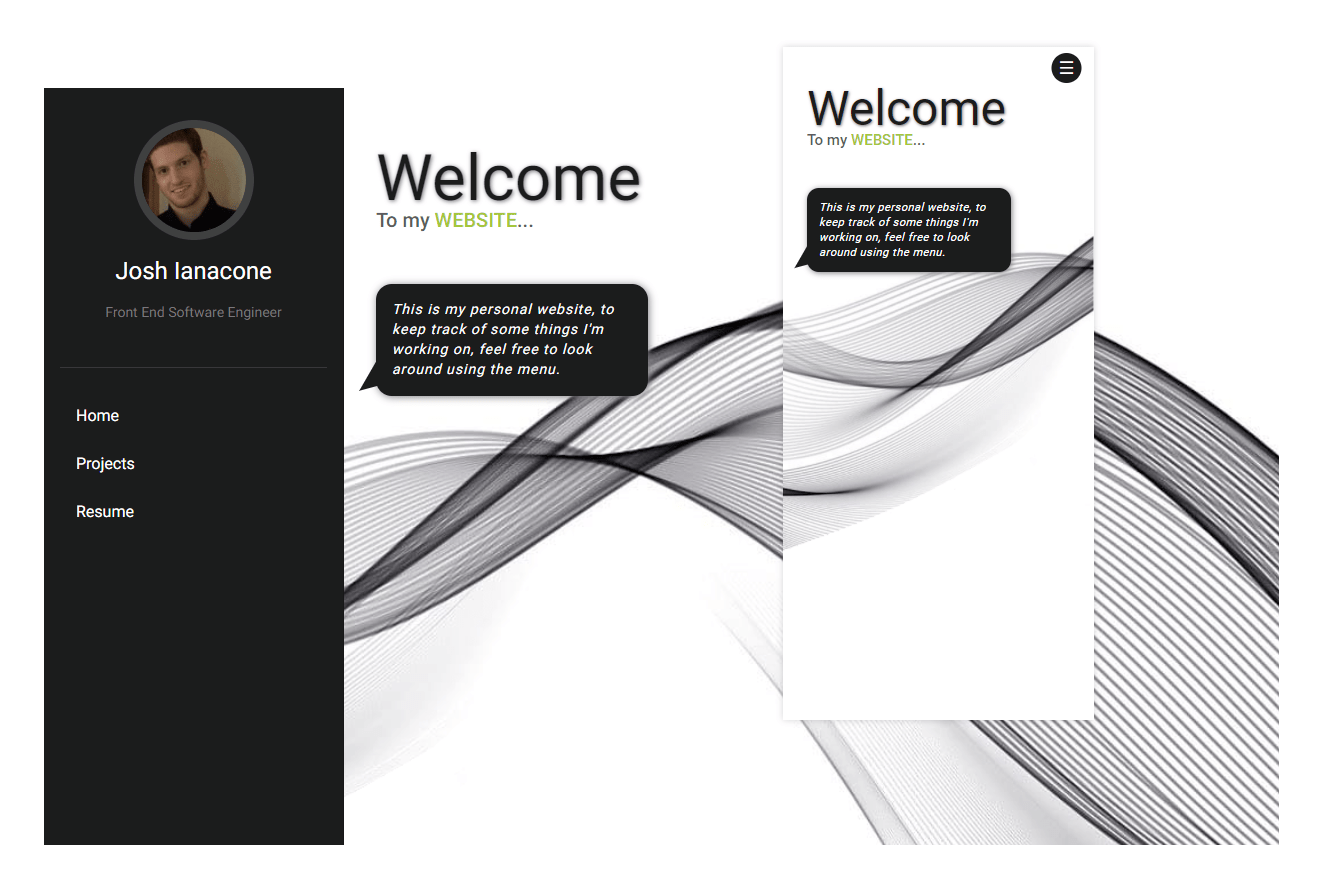 Josh Ianacone
Front End Software Engineer
Home
Projects
Resume
Welcome
To my WEBSITE...
This is my personal website, to
keep track of some things I'm
working on, feel free to look
around using the menu.
Welcome
To my WEBSITE...
This is my personal website, to
keep track of some things I'm
working on, feel free to look
around using the menu.